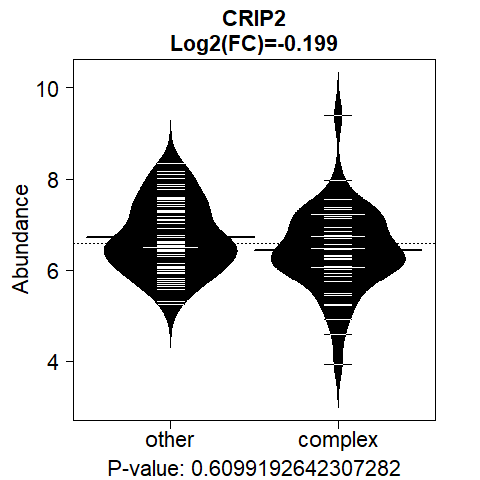 CRIP2
Log2(FC)=-0.199
10
8
6
4
Abundance
other complex
P-value: 0.6099192642307282